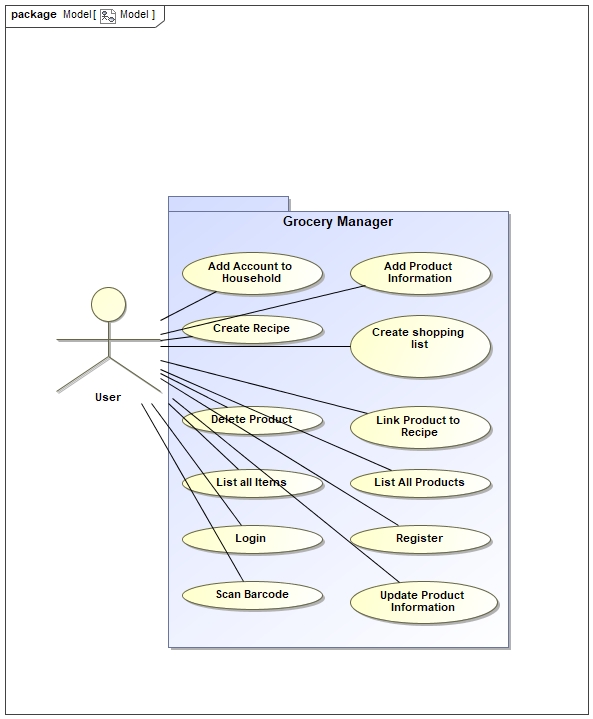 package Model[ Model ]
Grocery Manager
Add Account to
Household
Add Product
Information
Create Recipe
Create shopping
list
User
Delete Product
Link Product to
Recipe
List all Items
List All Products
Login
Register
Scan Barcode
Update Product
Information